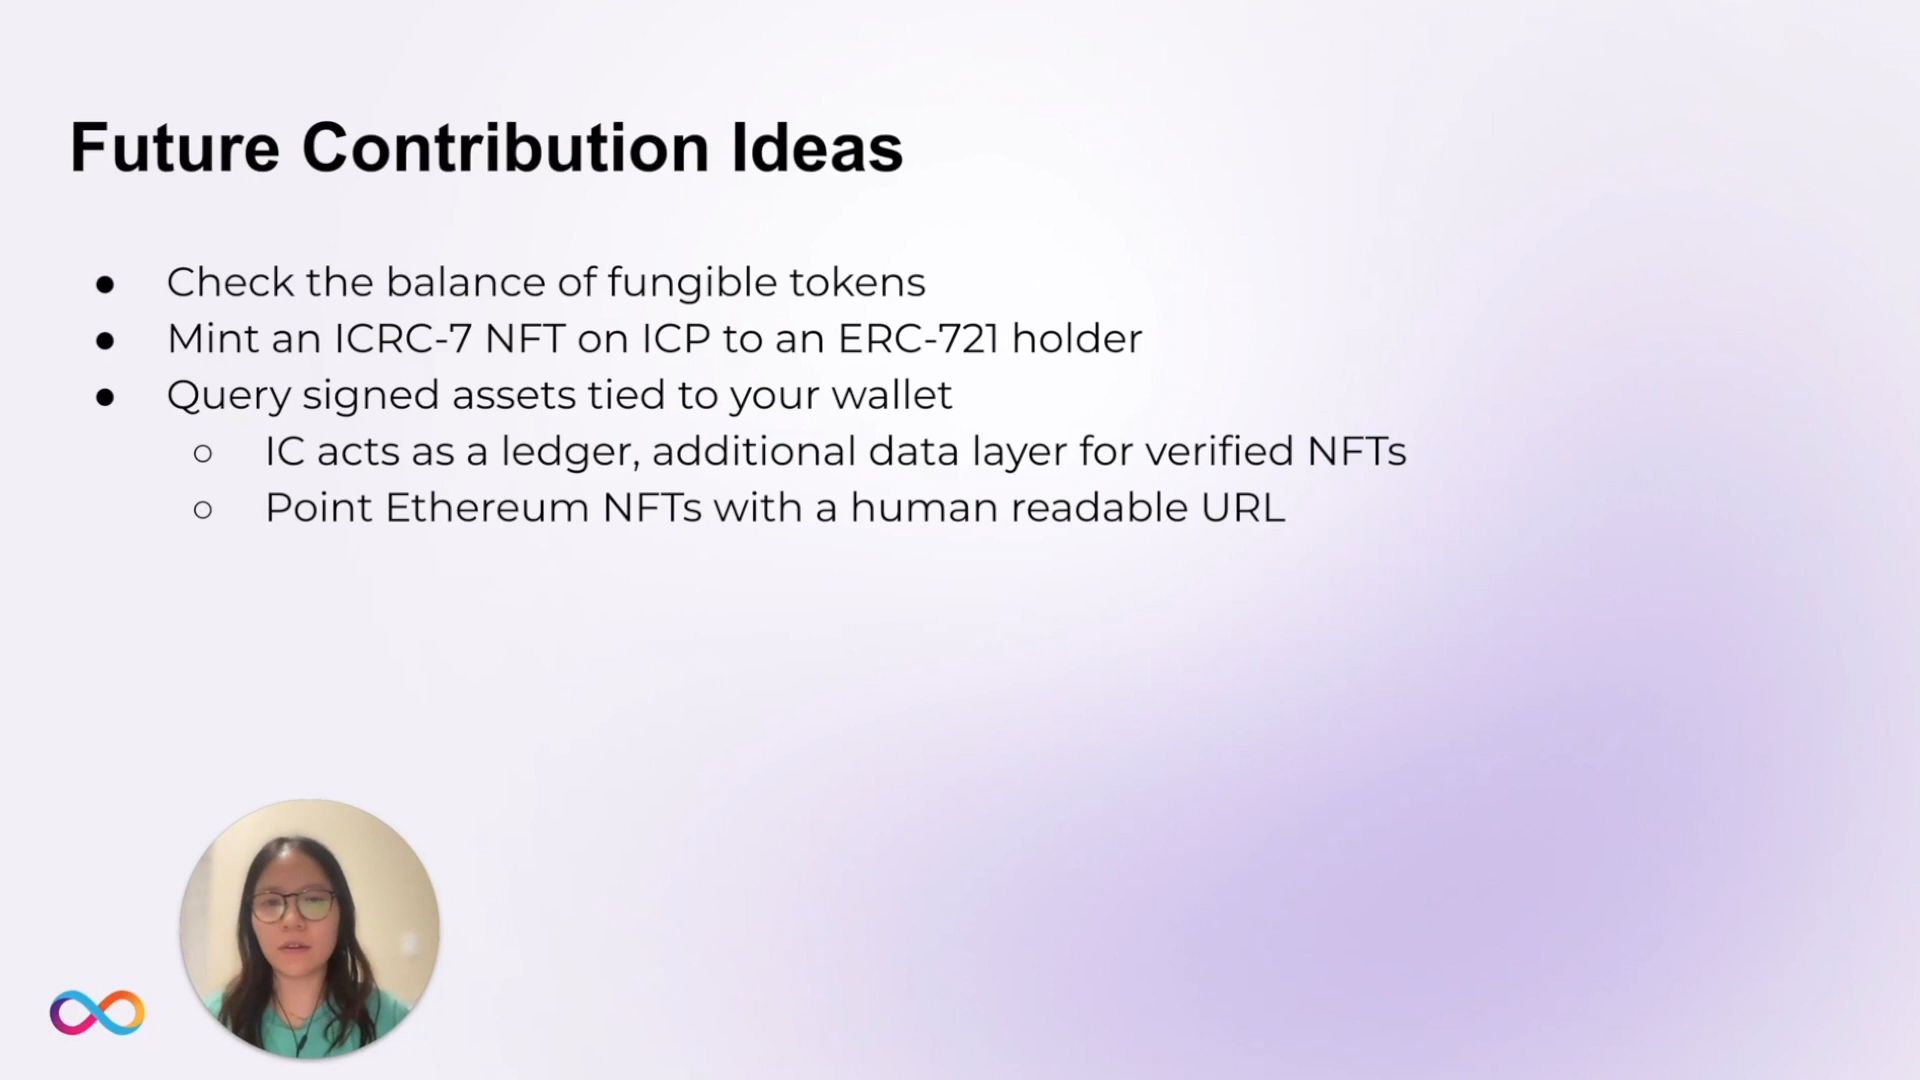 Future Contribution Ideas
● Check the balance of fungible tokens
● Mint an ICRC-7 NFT on ICP to an ERC-721 holder
● Query signed assets tied to your wallet
○ IC acts as a ledger, additional data layer for verified NFTs
○ Point Ethereum NFTs with a human readable URL